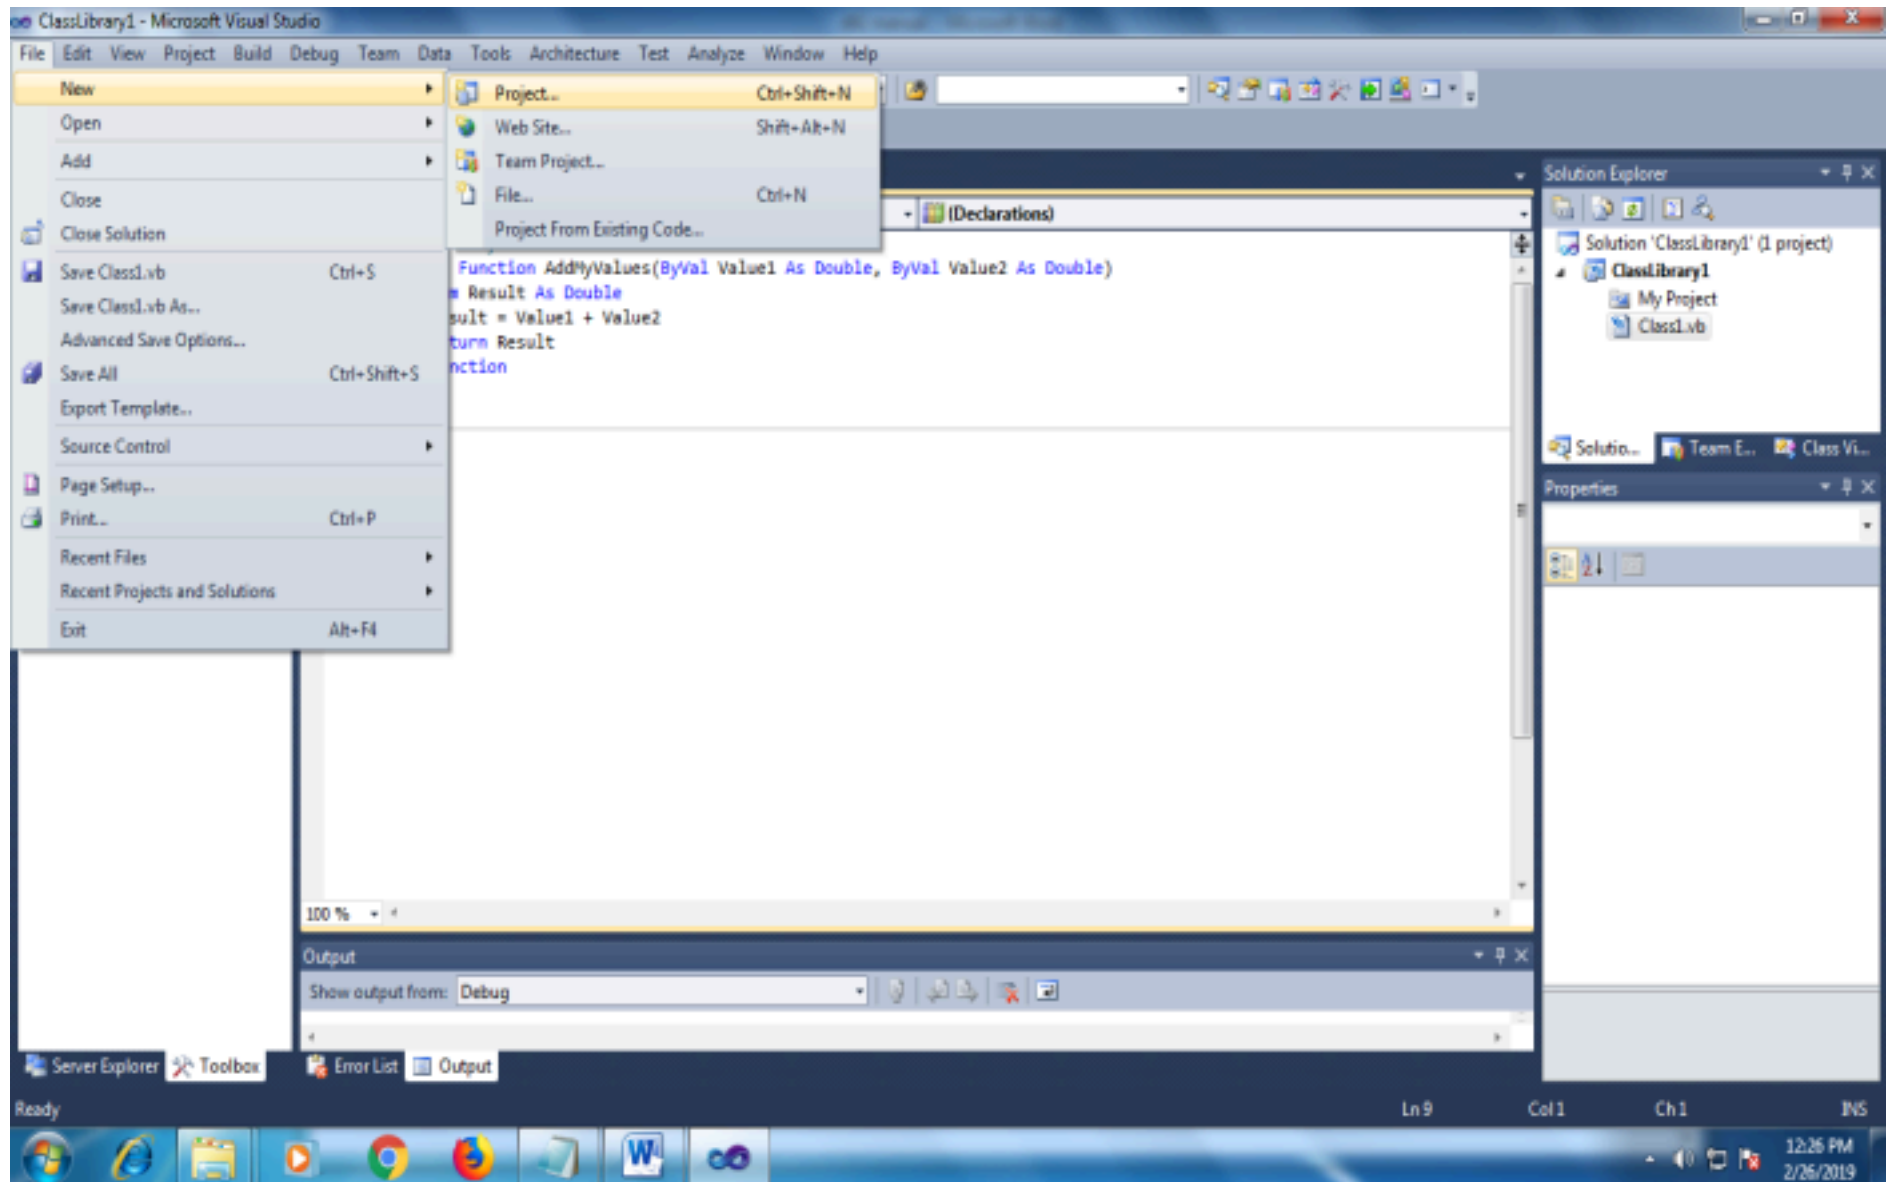 ClassLibrary1 - Microsoft Visual Studio
File Edit View Project Build Debug Team Data Tools Architecture Test Analyze Window Help
New
Open
Add
Close
Close Solution
Save Class1.vb Ctrl+S
Save Class1.vb As...
Advanced Save Options...
Save All Ctrl+Shift+S
Export Template...
Source Control
Page Setup...
Print... Ctrl+P
Recent Files
Recent Projects and Solutions
Exit Alt+F4
Project... Ctrl+Shift+N
Web Site... Shift+Alt+N
Team Project...
File... Ctrl+N
Project From Existing Code...
(Declarations)
Function AddMyValues(ByVal Value1 As Double, ByVal Value2 As Double)
Result As Double
sult = Value1 + Value2
turn Result
nction
100 %
Output
Show output from: Debug
Server Explorer Toolbox
Error List Output
Solution Explorer
Solution 'ClassLibrary1' (1 project)
ClassLibrary1
My Project
Class1.vb
Solutio... Team E... Class Vi...
Properties
Ready Ln 9 Col 1 Ch 1 INS
12:26 PM
2/26/2019